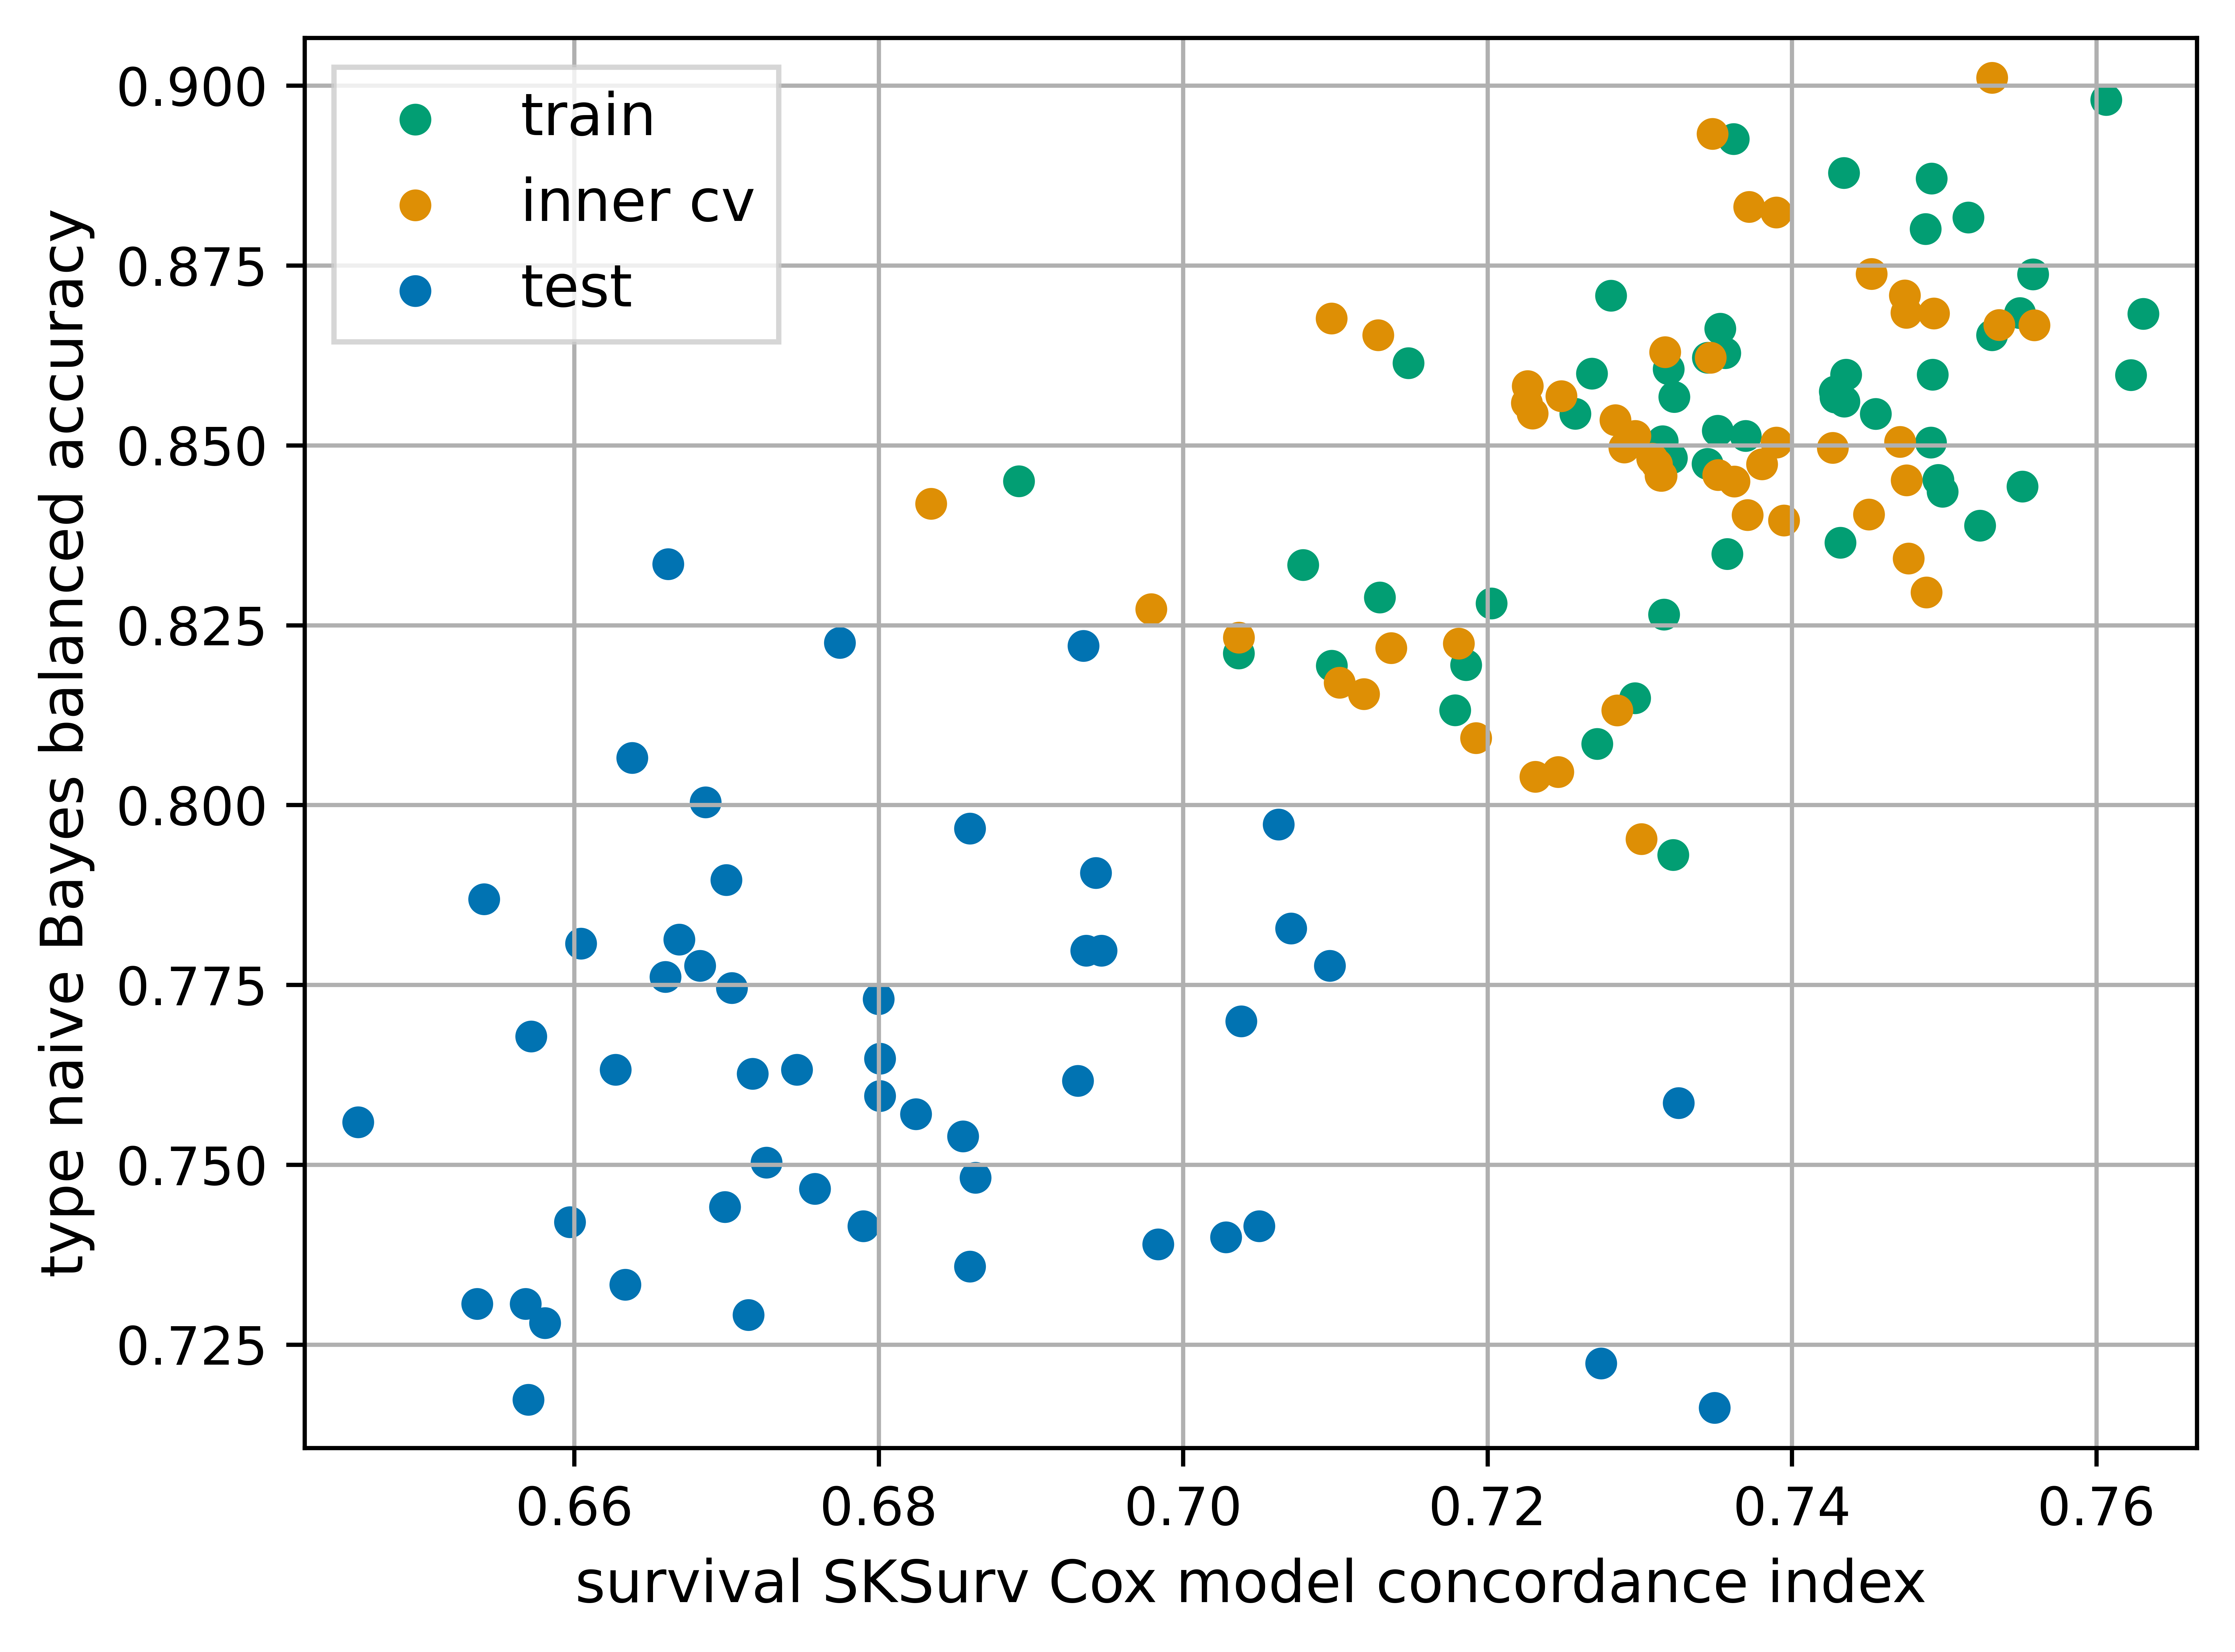 train
inner cv
test
type naive Bayes balanced accuracy
0.900
0.875
0.850
0.825
0.800
0.775
0.750
0.725
0.66 0.68 0.70 0.72 0.74 0.76
survival SKSurv Cox model concordance index